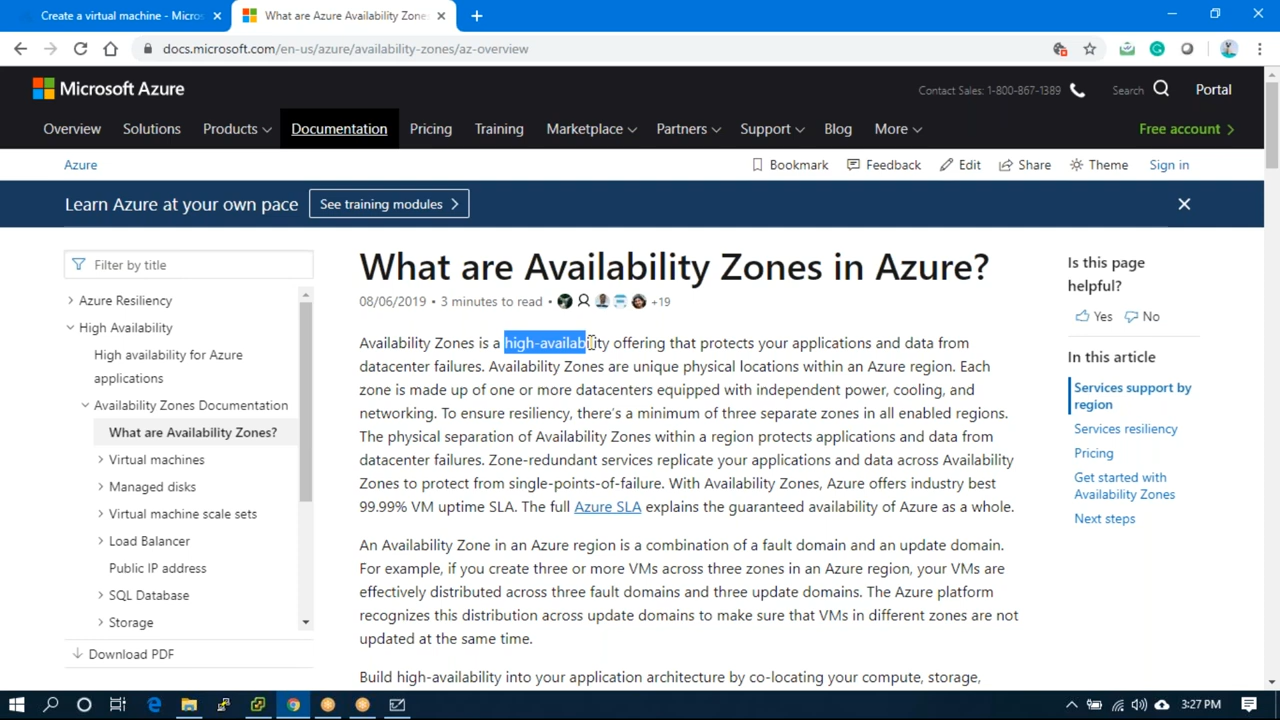 Create a virtual machine - Micros
What are Azure Availability Zones
docs.microsoft.com/en-us/azure/availability-zones/az-overview
Microsoft Azure
Contact Sales: 1-800-867-1389
Search
Portal
Overview
Solutions
Products
Documentation
Pricing
Training
Marketplace
Partners
Support
Blog
More
Free account
Azure
Bookmark
Feedback
Edit
Share
Theme
Sign in
Learn Azure at your own pace
See training modules
Filter by title
Azure Resiliency
High Availability
High availability for Azure
applications
Availability Zones Documentation
What are Availability Zones?
Virtual machines
Managed disks
Virtual machine scale sets
Load Balancer
Public IP address
SQL Database
Storage
Download PDF
What are Availability Zones in Azure?
08/06/2019 • 3 minutes to read • +19
Availability Zones is a high-availability offering that protects your applications and data from
datacenter failures. Availability Zones are unique physical locations within an Azure region. Each
zone is made up of one or more datacenters equipped with independent power, cooling, and
networking. To ensure resiliency, there's a minimum of three separate zones in all enabled regions.
The physical separation of Availability Zones within a region protects applications and data from
datacenter failures. Zone-redundant services replicate your applications and data across Availability
Zones to protect from single-points-of-failure. With Availability Zones, Azure offers industry best
99.99% VM uptime SLA. The full Azure SLA explains the guaranteed availability of Azure as a whole.
An Availability Zone in an Azure region is a combination of a fault domain and an update domain.
For example, if you create three or more VMs across three zones in an Azure region, your VMs are
effectively distributed across three fault domains and three update domains. The Azure platform
recognizes this distribution across update domains to make sure that VMs in different zones are not
updated at the same time.
Build high-availability into your application architecture by co-locating your compute, storage,
Is this page
helpful?
Yes
No
In this article
Services support by
region
Services resiliency
Pricing
Get started with
Availability Zones
Next steps
3:27 PM